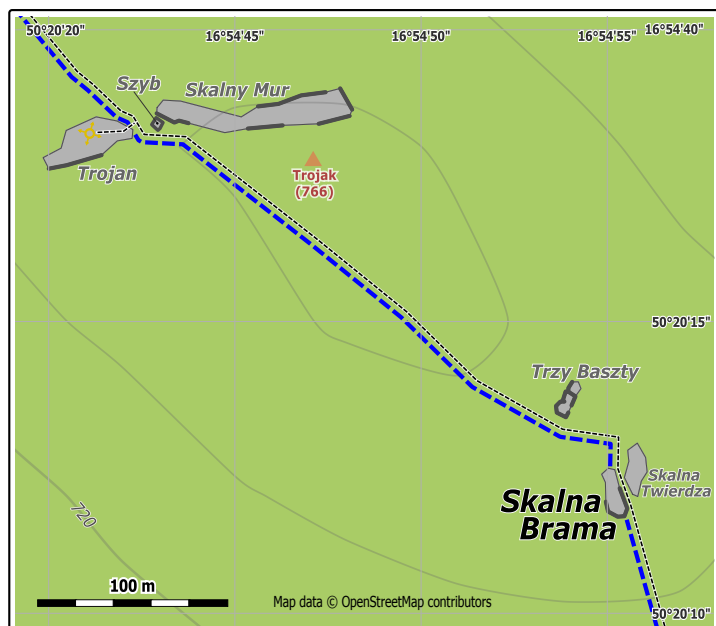 50°20'20"
16°54'45"
16°54'50"
16°54'55"
16°54'40"
Szyb
Skalny Mur
Trojan
Trojak
(766)
50°20'15"
Trzy Baszty
Skalna
Twierdza
Skalna
Brama
720
100 m
Map data © OpenStreetMap contributors
50°20'10"